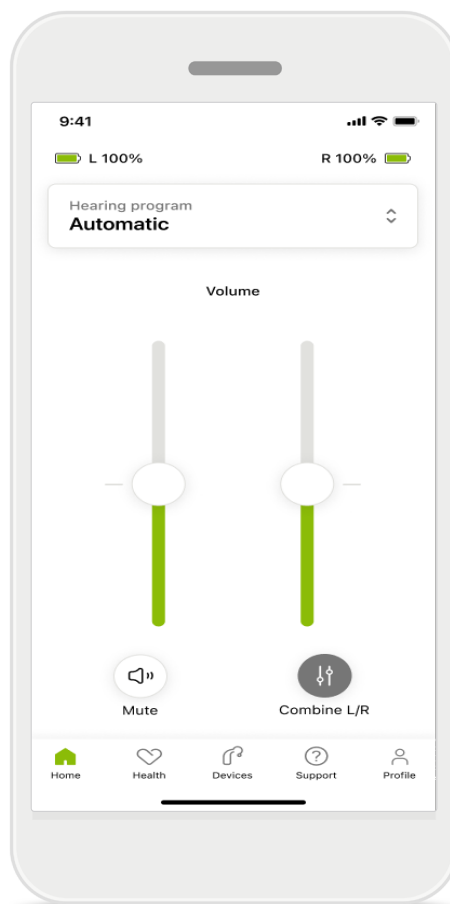 9:41
L 100%
R 100%
Hearing program
Automatic
Volume
Mute
Combine L/R
Home
Health
Devices
Support
Profile